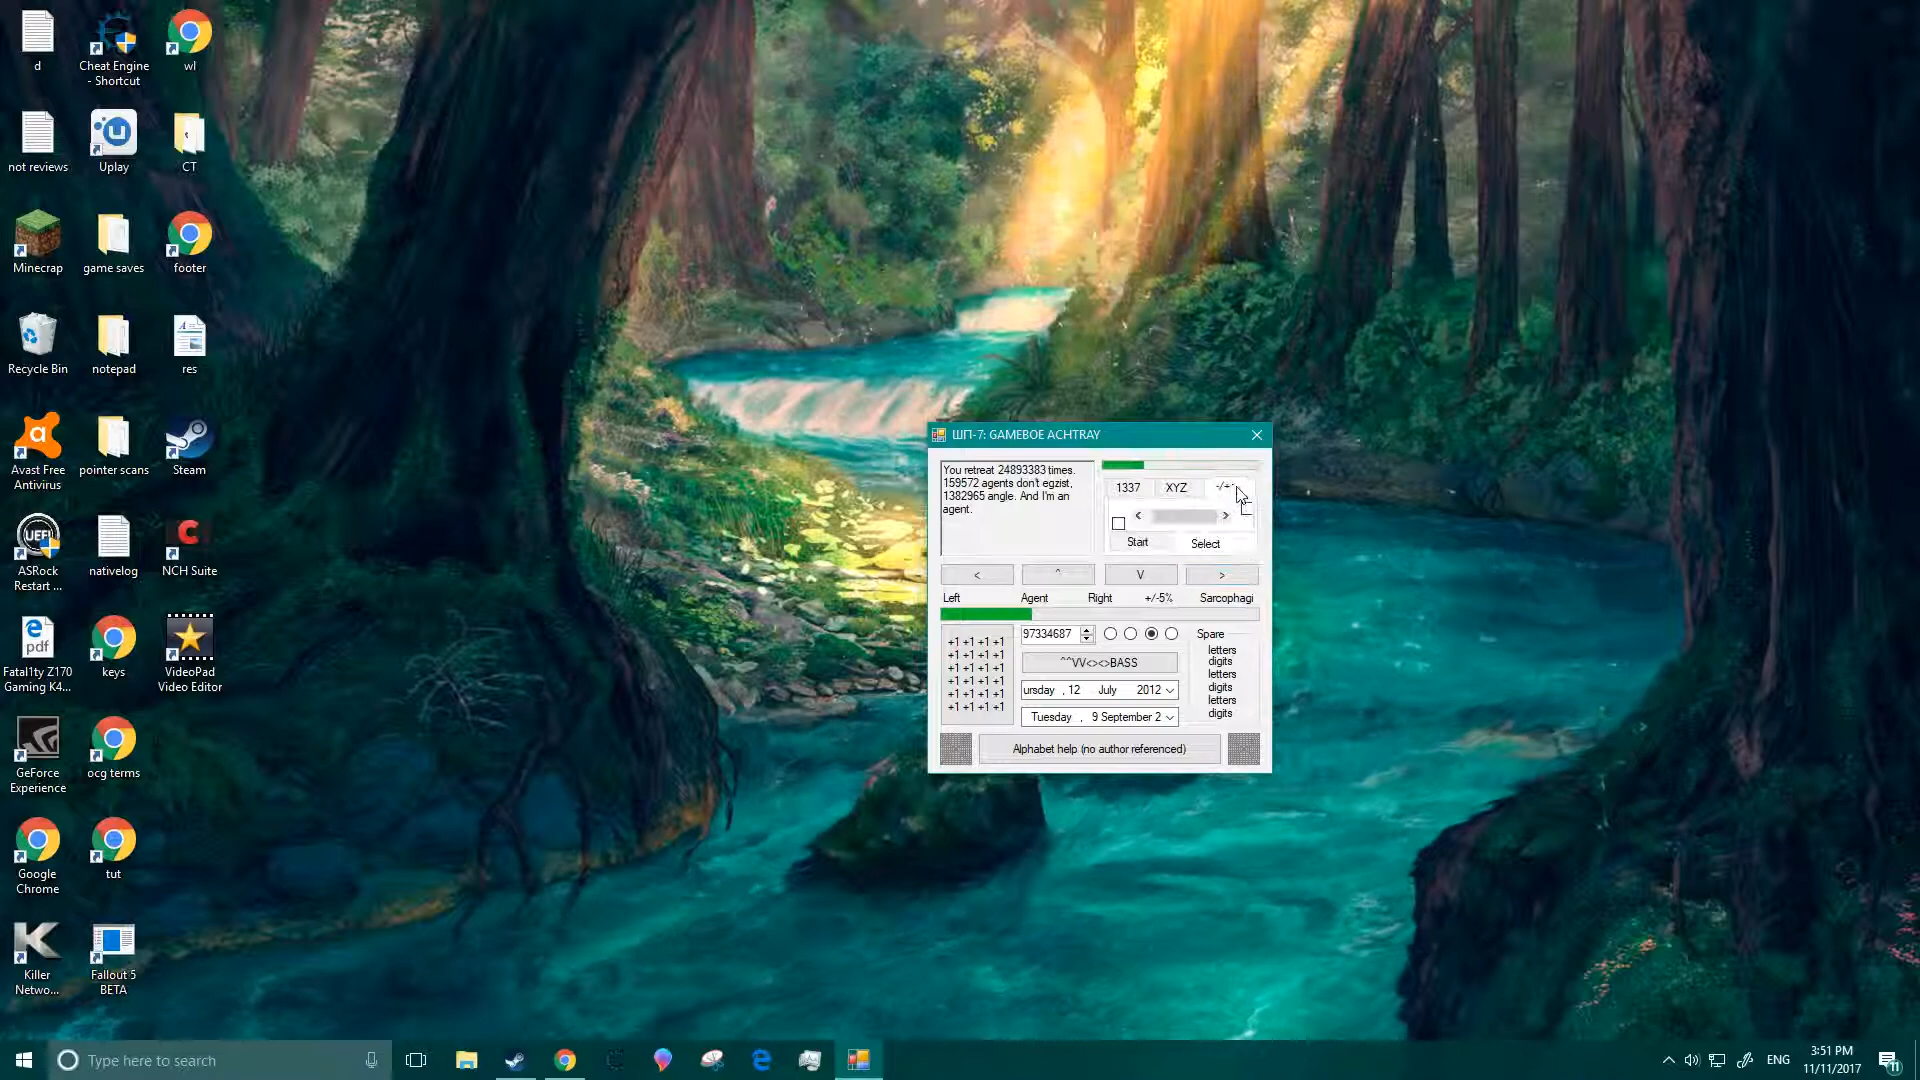 d
Cheat Engine
- Shortcut
wl
not reviews
Uplay
CT
Minecrap
game saves
footer
Recycle Bin
notepad
res
Avast Free
Antivirus
pointer scans
Steam
ASRock
Restart ...
nativelog
NCH Suite
Fatal1ty Z170
Gaming K4...
keys
VideoPad
Video Editor
GeForce
Experience
ocg terms
Google
Chrome
tut
Killer
Netwo...
Fallout 5
BETA
ШП-7: GAMEBOE ACHTRAY
You retreat 24893383 times.
159572 agents don't egzist,
1382965 angle. And I'm an
agent.
1337
XYZ
< >
Start
Select
<
^
V
>
Left
Agent
Right
+/-5%
Sarcophagi
+1 +1 +1 +1
+1 +1 +1 +1
+1 +1 +1 +1
+1 +1 +1 +1
+1 +1 +1 +1
+1 +1 +1 +1
97334687
^^VV<><>BASS
ursday , 12 July 2012
Tuesday , 9 September 2
Spare
letters
digits
letters
digits
letters
digits
Alphabet help (no author referenced)
Type here to search
ENG
3:51 PM
11/11/2017
11